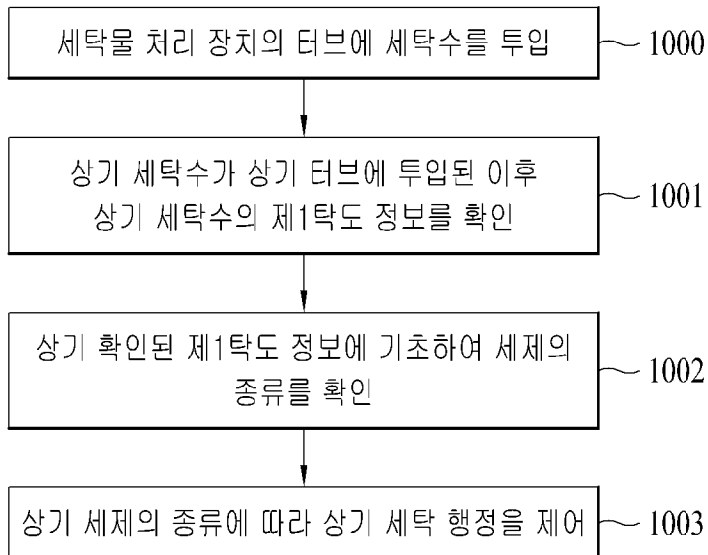 세탁물 처리 장치의 터브에 세탁수를 투입
1000
상기 세탁수가 상기 터브에 투입된 이후
상기 세탁수의 제1탁도 정보를 확인
1001
상기 확인된 제1탁도 정보에 기초하여 세제의
종류를 확인
1002
상기 세제의 종류에 따라 상기 세탁 행정을 제어
1003